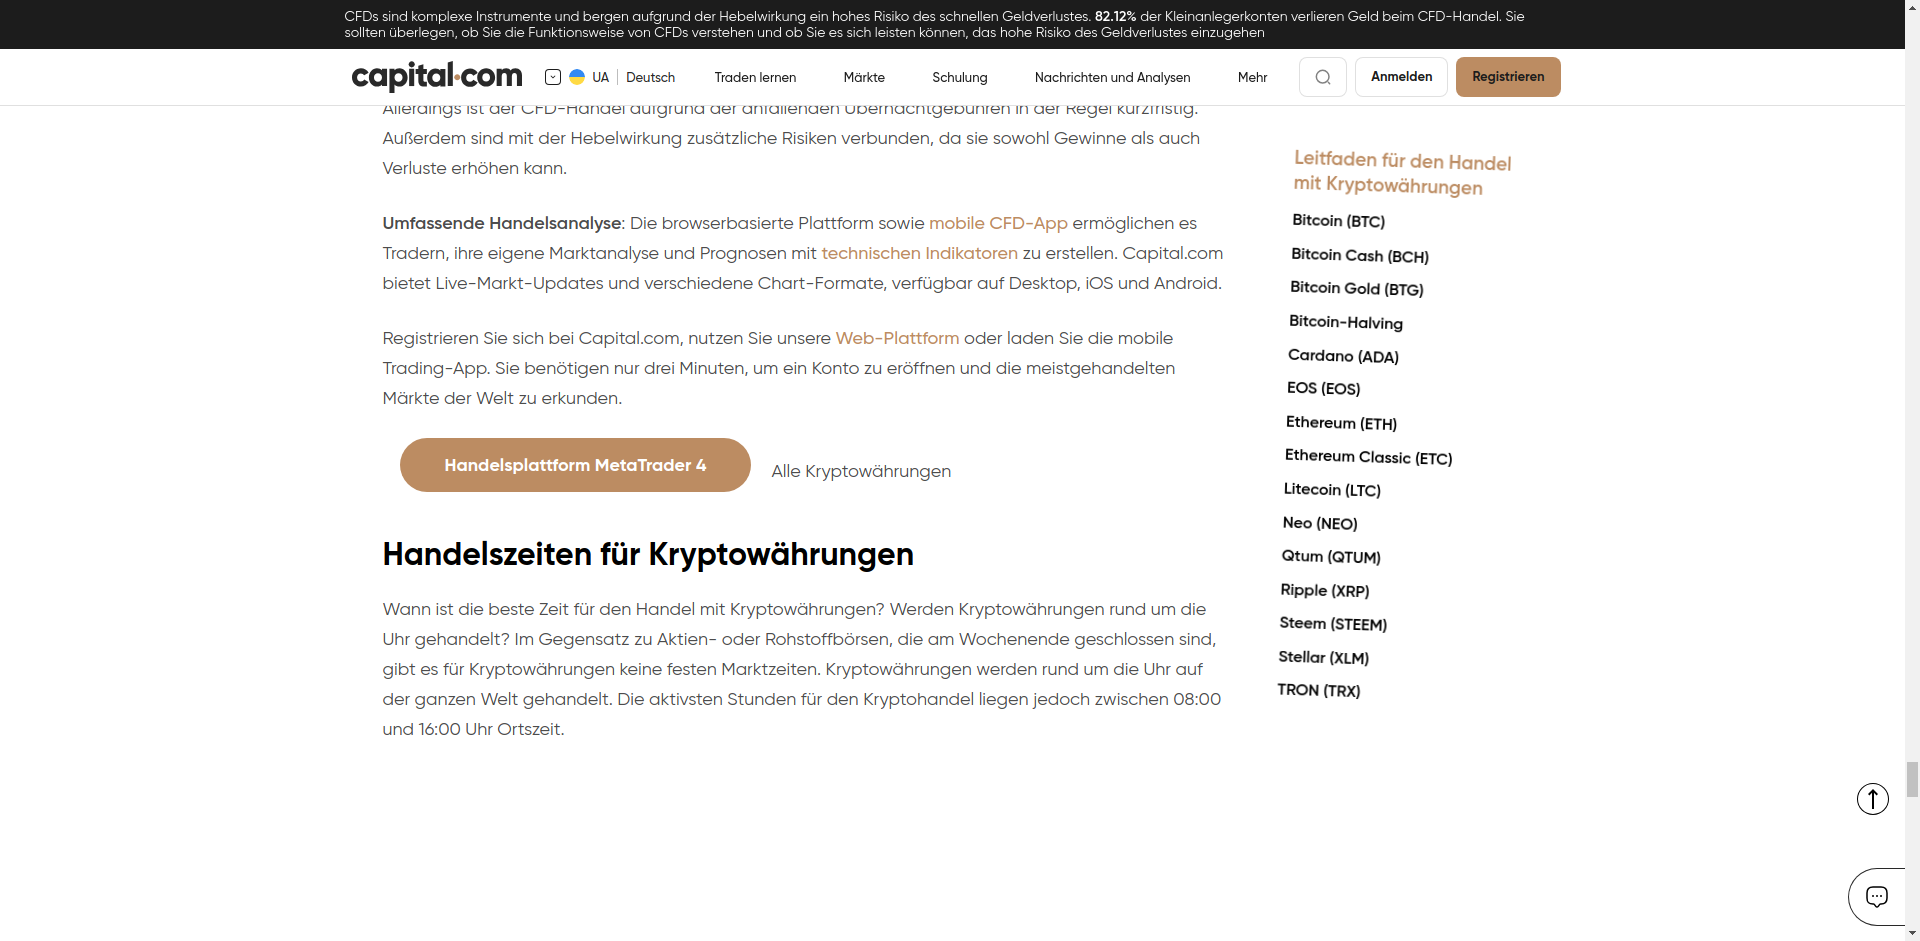 CFDs sind komplexe Instrumente und bergen aufgrund der Hebelwirkung ein hohes Risiko des schnellen Geldverlustes. 82.12% der Kleinanlegerkonten verlieren Geld beim CFD-Handel. Sie
sollten überlegen, ob Sie die Funktionsweise von CFDs verstehen und ob Sie es sich leisten können, das hohe Risiko des Geldverlustes einzugehen
capital.com
UA Deutsch
Traden lernen
Märkte
Schulung
Nachrichten und Analysen
Mehr
Anmelden
Registrieren
Allerdings ist der CFD-Handel aufgrund der anfallenden Übernachtgebühren in der Regel kurzfristig.
Außerdem sind mit der Hebelwirkung zusätzliche Risiken verbunden, da sie sowohl Gewinne als auch
Verluste erhöhen kann.
Umfassende Handelsanalyse: Die browserbasierte Plattform sowie mobile CFD-App ermöglichen es
Tradern, ihre eigene Marktanalyse und Prognosen mit technischen Indikatoren zu erstellen. Capital.com
bietet Live-Markt-Updates und verschiedene Chart-Formate, verfügbar auf Desktop, iOS und Android.
Registrieren Sie sich bei Capital.com, nutzen Sie unsere Web-Plattform oder laden Sie die mobile
Trading-App. Sie benötigen nur drei Minuten, um ein Konto zu eröffnen und die meistgehandelten
Märkte der Welt zu erkunden.
Handelsplattform MetaTrader 4
Alle Kryptowährungen
Handelszeiten für Kryptowährungen
Wann ist die beste Zeit für den Handel mit Kryptowährungen? Werden Kryptowährungen rund um die
Uhr gehandelt? Im Gegensatz zu Aktien- oder Rohstoffbörsen, die am Wochenende geschlossen sind,
gibt es für Kryptowährungen keine festen Marktzeiten. Kryptowährungen werden rund um die Uhr auf
der ganzen Welt gehandelt. Die aktivsten Stunden für den Kryptohandel liegen jedoch zwischen 08:00
und 16:00 Uhr Ortszeit.
Leitfaden für den Handel
mit Kryptowährungen
Bitcoin (BTC)
Bitcoin Cash (BCH)
Bitcoin Gold (BTG)
Bitcoin-Halving
Cardano (ADA)
EOS (EOS)
Ethereum (ETH)
Ethereum Classic (ETC)
Litecoin (LTC)
Neo (NEO)
Qtum (QTUM)
Ripple (XRP)
Steem (STEEM)
Stellar (XLM)
TRON (TRX)